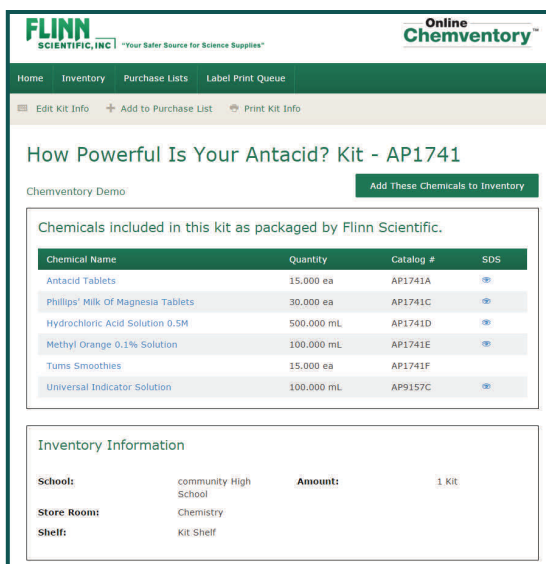 FLINN
SCIENTIFIC, INC "Your Safer Source for Science Supplies"
Online
Chemventory™
Home Inventory Purchase Lists Label Print Queue
Edit Kit Info Add to Purchase List Print Kit Info
How Powerful Is Your Antacid? Kit - AP1741
Chemventory Demo Add These Chemicals to Inventory
Chemicals included in this kit as packaged by Flinn Scientific.
Chemical Name Quantity Catalog # SDS
Antacid Tablets 15.000 ea AP1741A
Phillips' Milk Of Magnesia Tablets 30.000 ea AP1741C
Hydrochloric Acid Solution 0.5M 500.000 mL AP1741D
Methyl Orange 0.1% Solution 100.000 mL AP1741E
Tums Smoothies 15.000 ea AP1741F
Universal Indicator Solution 100.000 mL AP9157C
Inventory Information
School: community High School Amount: 1 Kit
Store Room: Chemistry
Shelf: Kit Shelf